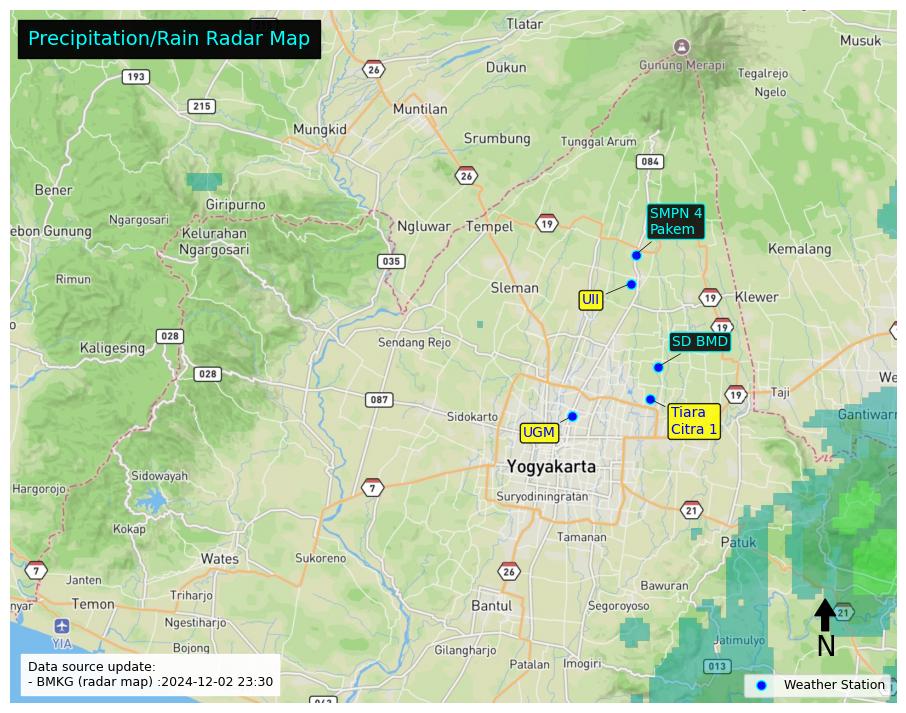 Precipitation/Rain Radar Map
Tlatar
Musuk
26
Gunung Merapi
Dukun
Tegalrejo
193
Ngelo
215
Muntilan
Mungkid
Srumbung
Tunggal Arum
084
26
Bener
Giripurno
SMPN 4
Pakem
Ngargosari
Ngluwar
Tempel
19
ebon Gunung
Kelurahan
Ngargosari
Kemalang
035
Rimun
Sleman
UII
19
Klewer
19
028
Kaligesing
Sendang Rejo
SD BMD
028
We
087
19
Taji
Sidokarto
Tiara
Citra 1
Gantiwarn
UGM
Yogyakarta
Sidowayah
Hargorojo
7
Suryodiningratan
21
Kokap
Tamanan
Patuk
Wates
Sukoreno
7
Janten
26
Bawuran
Triharjo
nyar
Temon
Bantul
Segoroyoso
21
Ngestiharjo
YIA
N
Jatimulyo
Bojong
Gilangharjo
Patalan
Imogiri
013
Data source update:
- BMKG (radar map) :2024-12-02 23:30
Weather Station